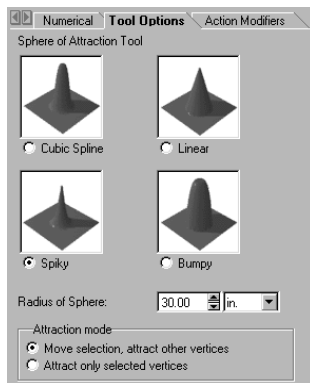 Numerical Tool Options Action Modifiers
Sphere of Attraction Tool
Cubic Spline Linear
Spiky Bumpy
Radius of Sphere: 30.00 in.
Attraction mode
Move selection, attract other vertices
Attract only selected vertices